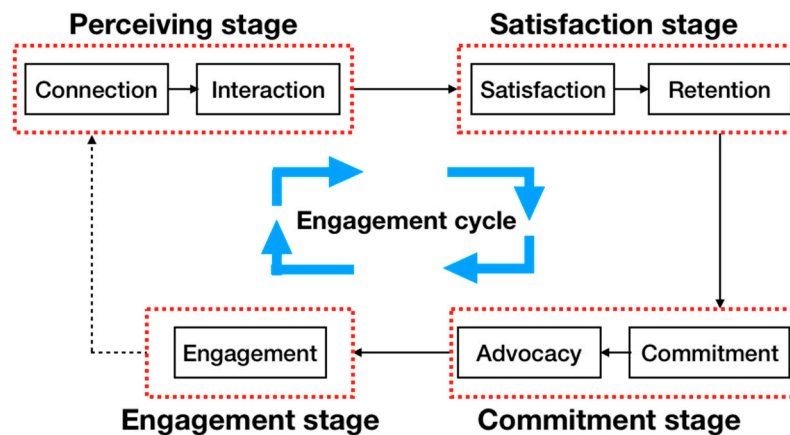 Perceiving stage
Satisfaction stage
Connection
Interaction
Satisfaction
Retention
Engagement cycle
Engagement
Advocacy
Commitment
Engagement stage
Commitment stage